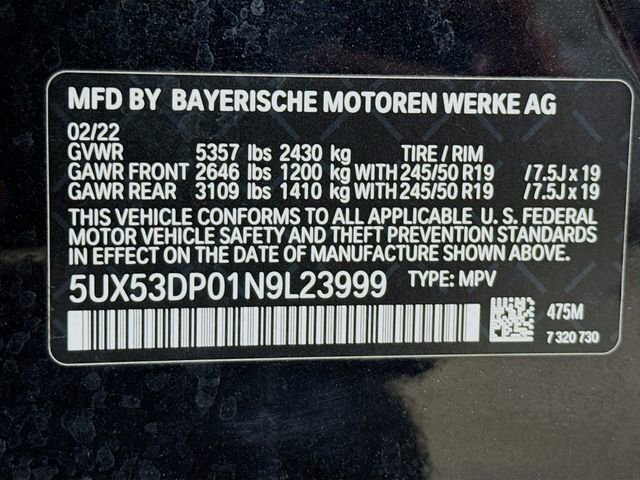 MFD BY BAYERISCHE MOTOREN WERKE AG
02/22
GVWR 5357 lbs 2430 kg TIRE / RIM
GAWR FRONT 2646 lbs 1200 kg WITH 245/50 R19 /7.5J x 19
GAWR REAR 3109 lbs 1410 kg WITH 245/50 R19 /7.5J x 19
THIS VEHICLE CONFORMS TO ALL APPLICABLE U. S. FEDERAL
MOTOR VEHICLE SAFETY AND THEFT PREVENTION STANDARDS
IN EFFECT ON THE DATE OF MANUFACTURE SHOWN ABOVE.
5UX53DP01N9L23999 TYPE: MPV
475M
7 320 730